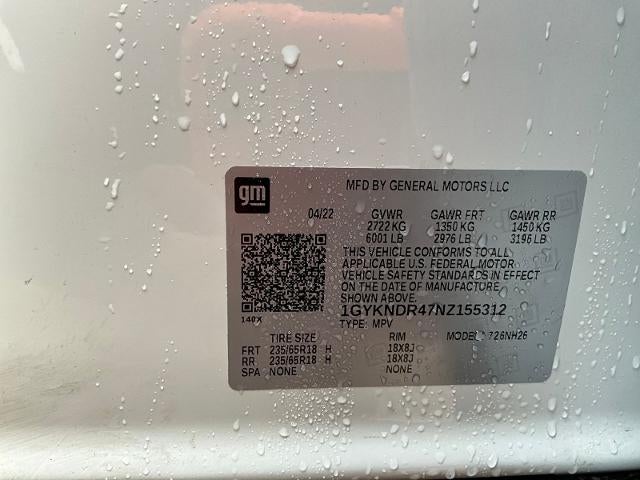 gm
MFD BY GENERAL MOTORS LLC
04/22 GVWR GAWR FRT GAWR RR
2722 KG 1350 KG 1450 KG
6001 LB 2976 LB 3196 LB
THIS VEHICLE CONFORMS TO ALL
APPLICABLE U.S. FEDERAL MOTOR
VEHICLE SAFETY STANDARDS IN EFFECT
ON THE DATE OF MANUFACTURE
SHOWN ABOVE.
140X
1GYKNDR47NZ155312
TYPE: MPV
TIRE SIZE RIM MODEL: 726NH26
FRT 235/65R18 H 18X8J
RR 235/65R18 H 18X8J
SPA NONE NONE